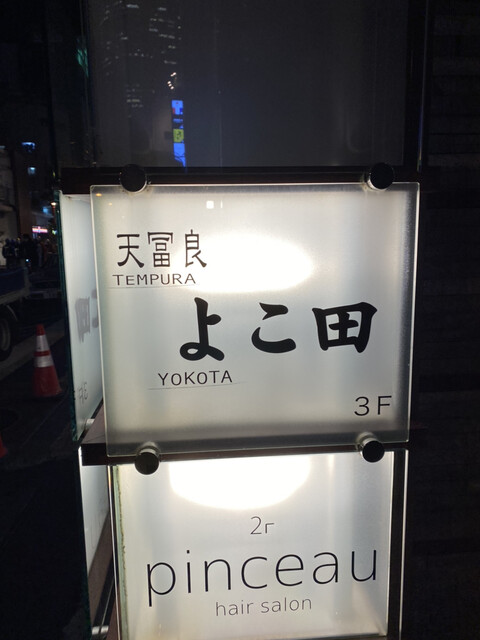 天冨良
TEMPURA
よこ田
YOKOTA
3F
2F
pinceau
hair salon